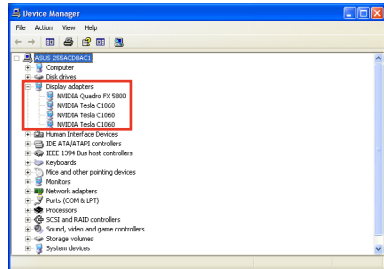 Device Manager
File Action View Help
ASUS-265ACD8AC1
Computer
Disk drives
Display adapters
NVIDIA Quadro FX 5800
NVIDIA Tesla C1060
NVIDIA Tesla C1060
NVIDIA Tesla C1060
Human Interface Devices
IDE ATA/ATAPI controllers
IEEE 1394 Bus host controllers
Keyboards
Mice and other pointing devices
Monitors
Network adapters
Ports (COM & LPT)
Processors
SCSI and RAID controllers
Sound, video and game controllers
Storage volumes
System devices